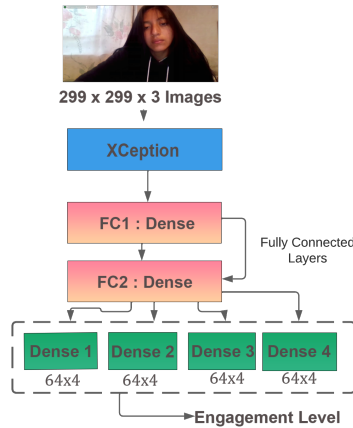 299 x 299 x 3 Images
XCeption
FC1 : Dense
Fully Connected
Layers
FC2 : Dense
Dense 1 Dense 2 Dense 3 Dense 4
64x4 64x4 64x4 64x4
Engagement Level